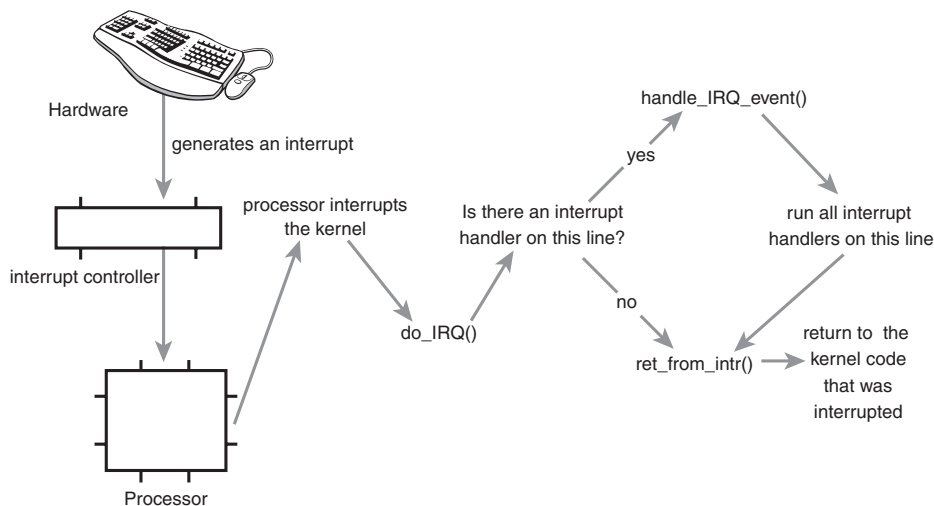 Hardware
generates an interrupt
interrupt controller
Processor
processor interrupts
the kernel
do_IRQ()
Is there an interrupt
handler on this line?
yes
no
handle_IRQ_event()
run all interrupt
handlers on this line
ret_from_intr()
return to the
kernel code
that was
interrupted